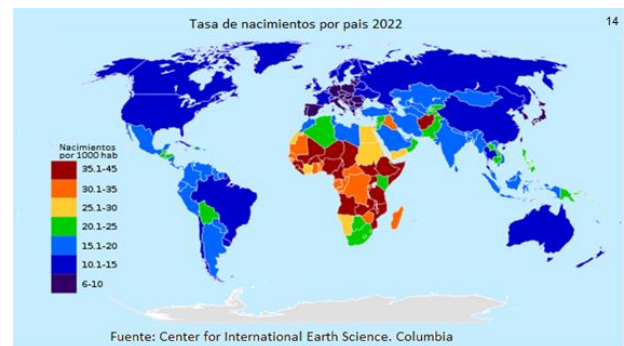 Tasa de nacimientos por pais 2022
14
Nacimientos
por 1000 hab
35.1-45
30.1-35
25.1-30
20.1-25
15.1-20
10.1-15
6-10
Fuente: Center for International Earth Science. Columbia